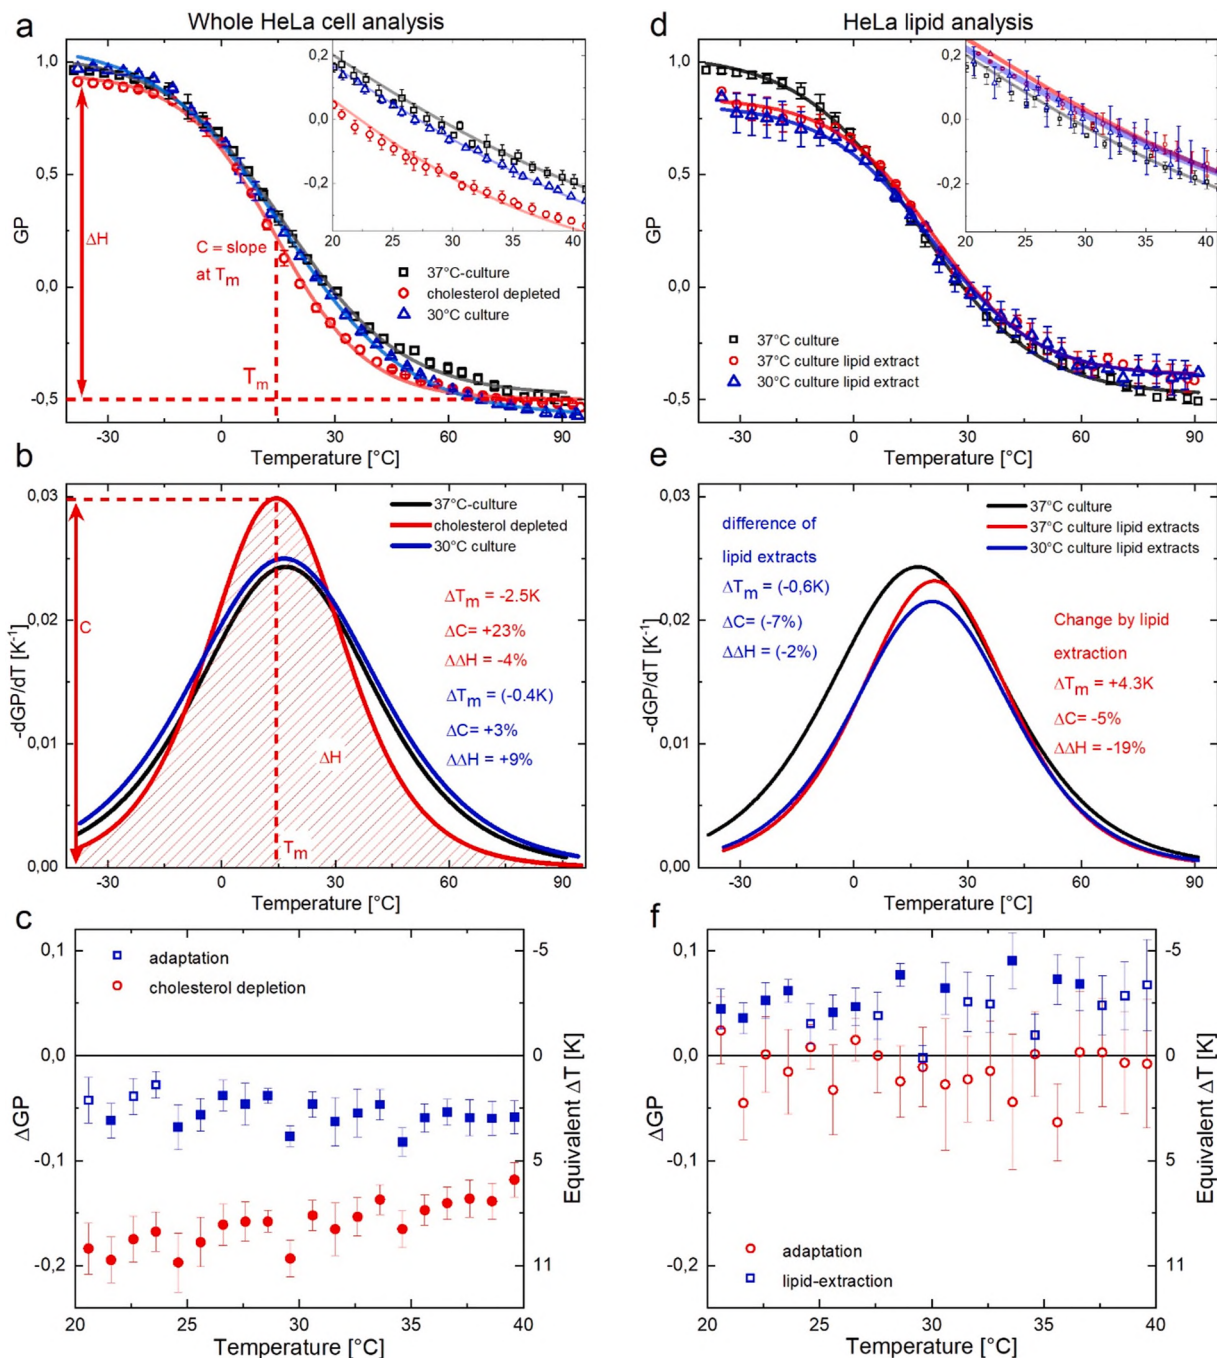 a Whole HeLa cell analysis
1,0
0,5
0,0
-0,5
GP
ΔH
C = slope
at Tm
Tm
0,2
0,0
-0,2
20 25 30 35 40
37°C-culture
cholesterol depleted
30°C culture
-30 0 30 60 90
Temperature [°C]
d HeLa lipid analysis
1,0
0,5
0,0
-0,5
GP
0,2
0,0
-0,2
20 25 30 35 40
37°C culture
37°C culture lipid extract
30°C culture lipid extract
-30 0 30 60 90
Temperature [°C]
b
0,03
0,02
0,01
0,00
-dGP/dT [K-1]
C
37°C-culture
cholesterol depleted
30°C culture
ΔTm = -2.5K
ΔC= +23%
ΔΔH = -4%
ΔTm = (-0.4K)
ΔC= +3%
ΔΔH = +9%
ΔH
Tm
-30 0 30 60 90
Temperature [°C]
e
0,03
0,02
0,01
0,00
-dGP/dT [K-1]
37°C culture
37°C culture lipid extracts
30°C culture lipid extracts
difference of
lipid extracts
ΔTm = (-0,6K)
ΔC= (-7%)
ΔΔH = (-2%)
Change by lipid
extraction
ΔTm = +4.3K
ΔC= -5%
ΔΔH = -19%
-30 0 30 60 90
Temperature [°C]
c
0,1
0,0
-0,1
-0,2
ΔGP
adaptation
cholesterol depletion
-5
0
5
11
Equivalent ΔT [K]
20 25 30 35 40
Temperature [°C]
f
0,1
0,0
-0,1
-0,2
ΔGP
adaptation
lipid-extraction
-5
0
5
11
Equivalent ΔT [K]
20 25 30 35 40
Temperature [°C]